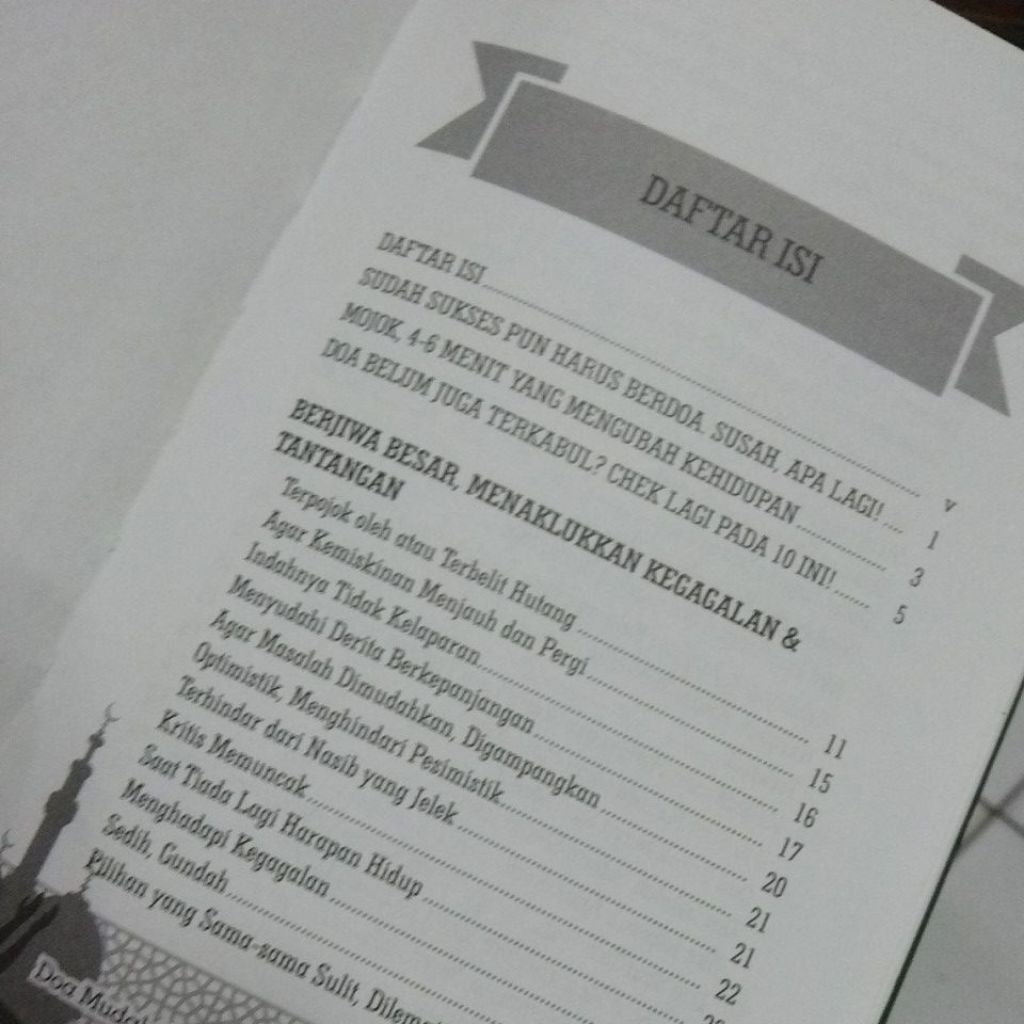 DAFTAR ISI
DAFTAR ISI ........ v
SUDAH SUKSES PUN HARUS BERDOA. SUSAH, APA LAGI! .... 1
MOJOK, 4-6 MENIT YANG MENGUBAH KEHIDUPAN ........ 3
DOA BELUM JUGA TERKABUL? CHEK LAGI PADA 10 INI! ....... 5
BERJIWA BESAR, MENAKLUKKAN KEGAGALAN &
TANTANGAN
Terpojok oleh atau Terbelit Hutang ........ 11
Agar Kemiskinan Menjauh dan Pergi ........ 15
Indahnya Tidak Kelaparan ........ 16
Menyudahi Derita Berkepanjangan ........ 17
Agar Masalah Dimudahkan, Digampangkan ........ 20
Optimistik, Menghindari Pesimistik ........ 21
Terhindar dari Nasib yang Jelek ........ 21
Kritis Memuncak ........ 22
Saat Tiada Lagi Harapan Hidup ........
Menghadapi Kegagalan ........
Sedih, Gundah ........
Pilihan yang Sama-sama Sulit,
Doa